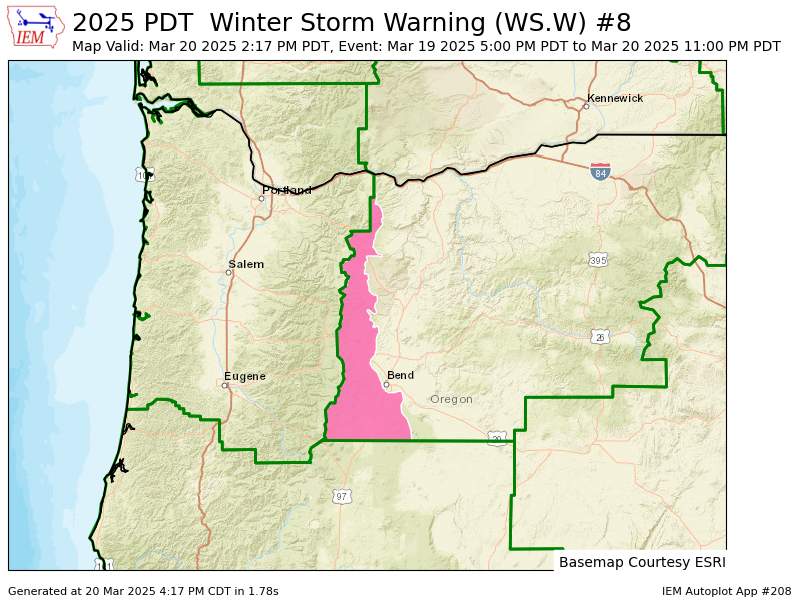 IEM
2025 PDT  Winter Storm Warning (WS.W) #8
Map Valid: Mar 20 2025 2:17 PM PDT, Event: Mar 19 2025 5:00 PM PDT to Mar 20 2025 11:00 PM PDT
Kennewick
101
84
Portland
395
Salem
26
Eugene
Bend
Oregon
20
97
101
Basemap Courtesy ESRI
Generated at 20 Mar 2025 4:17 PM CDT in 1.78s
IEM Autoplot App #208